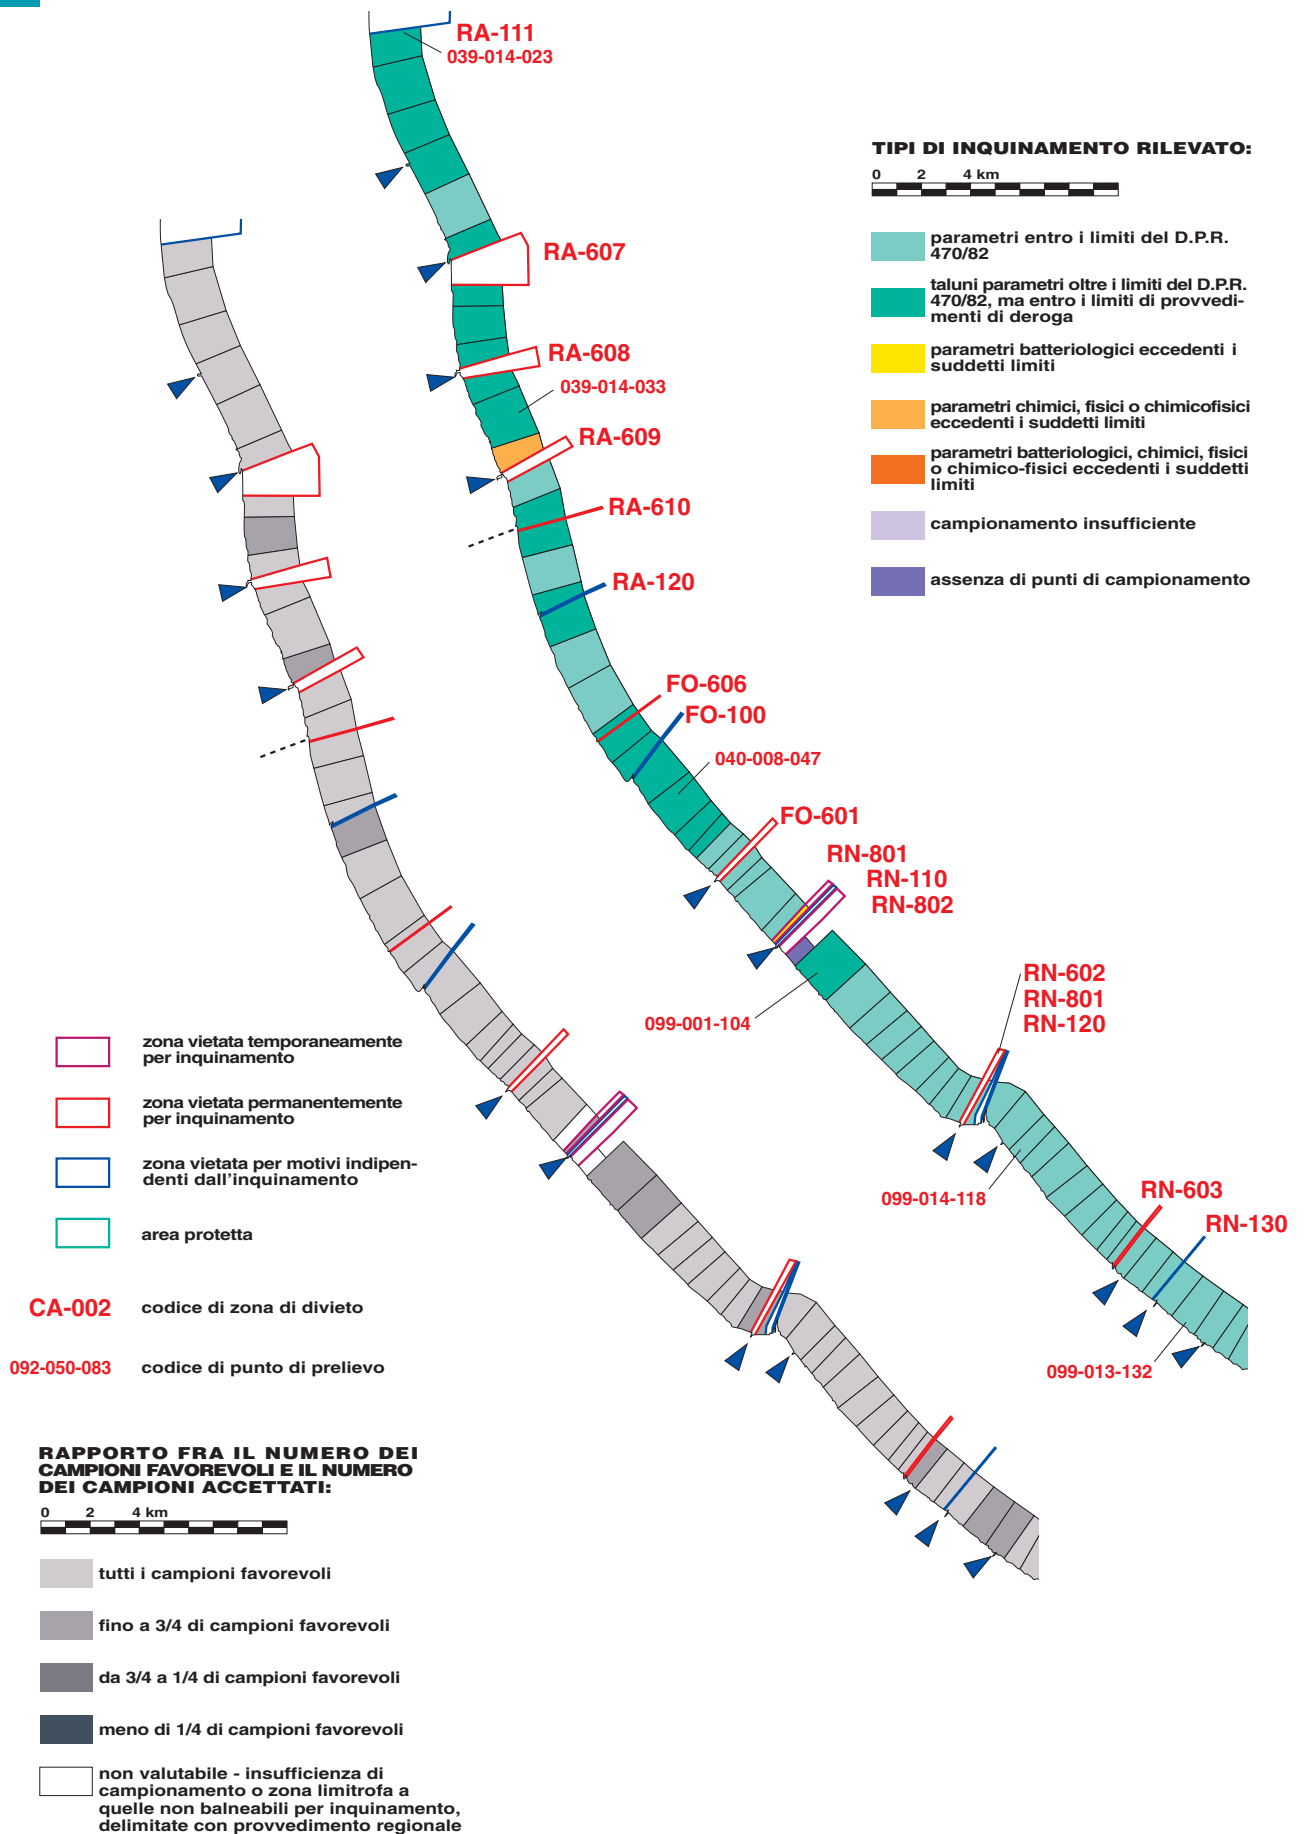 RA-111
039-014-023
TIPI DI INQUINAMENTO RILEVATO:
0 2 4 km
parametri entro i limiti del D.P.R.
470/82
taluni parametri oltre i limiti del D.P.R.
470/82, ma entro i limiti di provvedi-
menti di deroga
parametri batteriologici eccedenti i
suddetti limiti
parametri chimici, fisici o chimicofisici
eccedenti i suddetti limiti
parametri batteriologici, chimici, fisici
o chimico-fisici eccedenti i suddetti
limiti
campionamento insufficiente
assenza di punti di campionamento
RA-607
RA-608
039-014-033
RA-609
RA-610
RA-120
FO-606
FO-100
040-008-047
FO-601
RN-801
RN-110
RN-802
099-001-104
RN-602
RN-801
RN-120
099-014-118
RN-603
RN-130
099-013-132
zona vietata temporaneamente
per inquinamento
zona vietata permanentemente
per inquinamento
zona vietata per motivi indipen-
denti dall'inquinamento
area protetta
CA-002 codice di zona di divieto
092-050-083 codice di punto di prelievo
RAPPORTO FRA IL NUMERO DEI
CAMPIONI FAVOREVOLI E IL NUMERO
DEI CAMPIONI ACCETTATI:
0 2 4 km
tutti i campioni favorevoli
fino a 3/4 di campioni favorevoli
da 3/4 a 1/4 di campioni favorevoli
meno di 1/4 di campioni favorevoli
non valutabile - insufficienza di
campionamento o zona limitrofa a
quelle non balneabili per inquinamento,
delimitate con provvedimento regionale